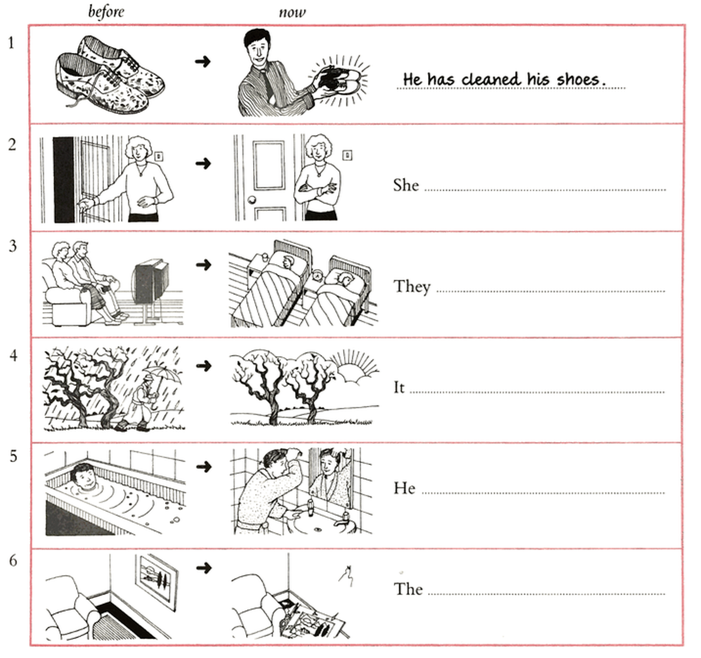 before now
1 He has cleaned his shoes.
2 She
3 They
4 It
5 He
6 The